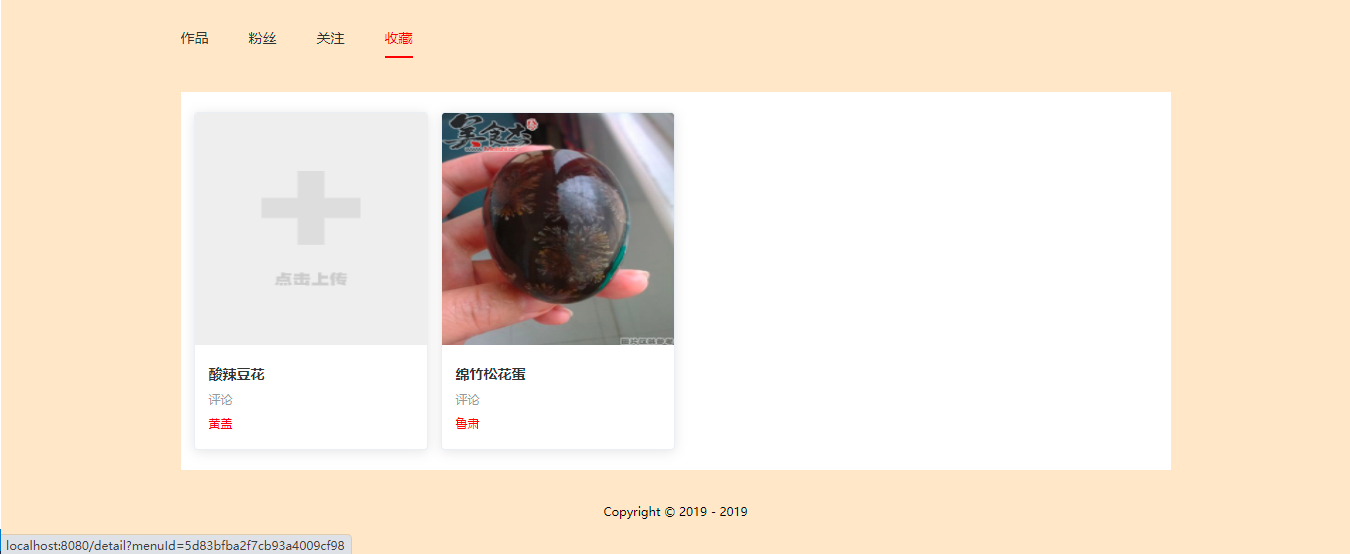 作品 粉丝 关注 收藏
美食杰
点击上传
酸辣豆花
评论
黄盖
绵竹松花蛋
评论
鲁肃
Copyright © 2019 - 2019
localhost:8080/detail?menuId=5d83bfba2f7cb93a4009cf98